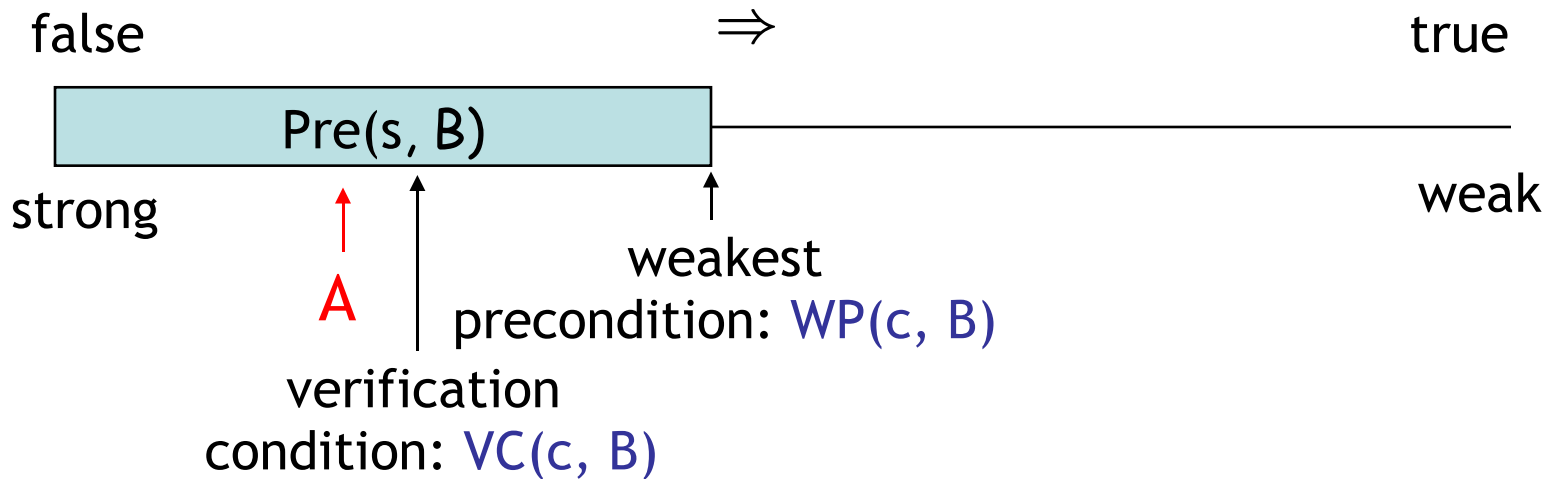 false ⇒ true
Pre(s, B)
strong
weak
A
weakest
precondition: WP(c, B)
verification
condition: VC(c, B)